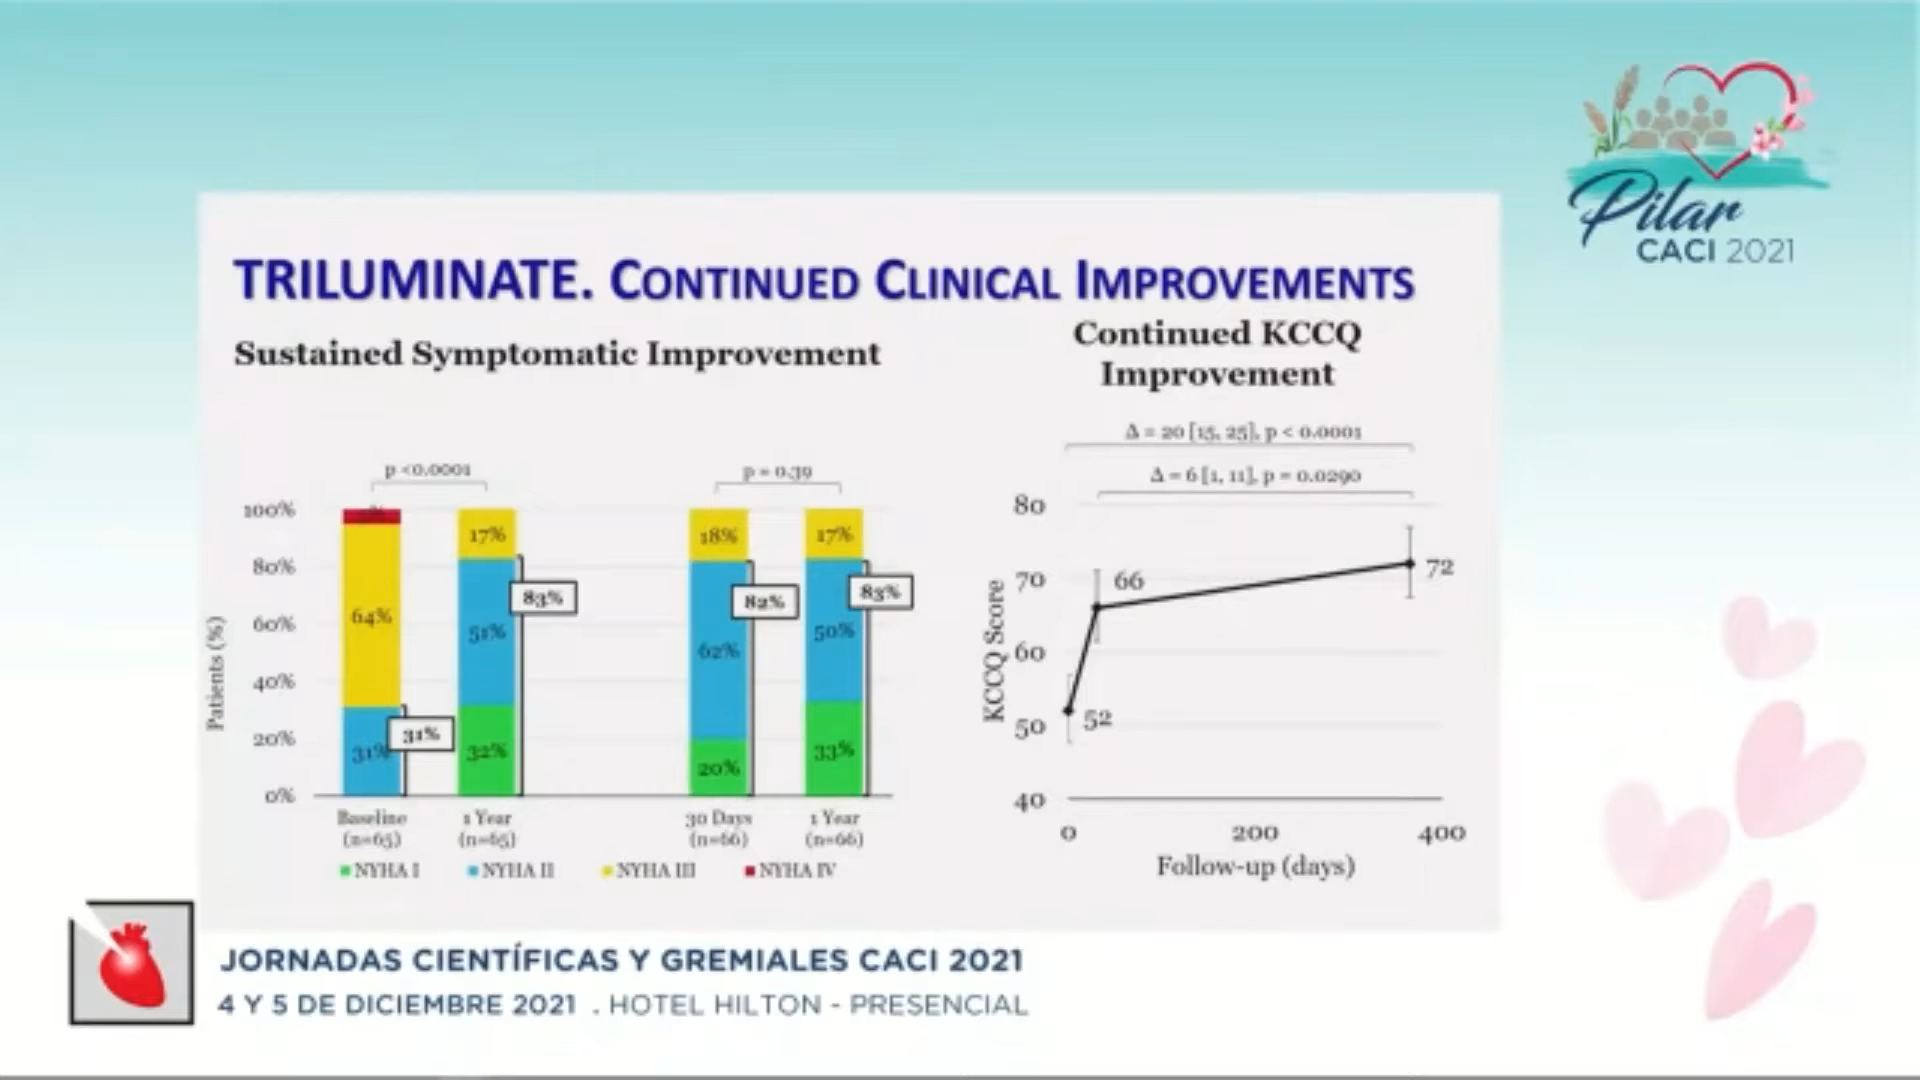 Pilar
CACI 2021
TRILUMINATE. CONTINUED CLINICAL IMPROVEMENTS
Sustained Symptomatic Improvement
p <0.0001
p = 0.39
Patients (%)
100%
80%
60%
40%
20%
0%
64%
31%
31%
17%
51%
32%
83%
18%
62%
20%
82%
17%
50%
33%
83%
Baseline
(n=65)
1 Year
(n=65)
30 Days
(n=66)
1 Year
(n=66)
NYHA I
NYHA II
NYHA III
NYHA IV
Continued KCCQ
Improvement
Δ = 20 [15, 25], p < 0.0001
Δ = 6 [1, 11], p = 0.0290
KCCQ Score
80
70
60
50
40
52
66
72
0
200
400
Follow-up (days)
JORNADAS CIENTÍFICAS Y GREMIALES CACI 2021
4 Y 5 DE DICIEMBRE 2021 . HOTEL HILTON - PRESENCIAL